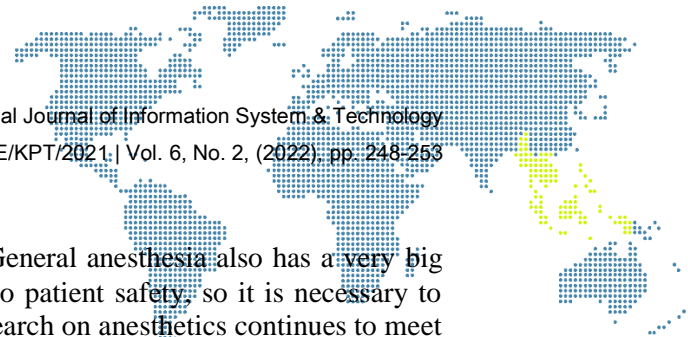 al Journal of Information System & Technology
E/KPT/2021 | Vol. 6, No. 2, (2022), pp. 248-253
General anesthesia also has a very big
o patient safety, so it is necessary to
earch on anesthetics continues to meet